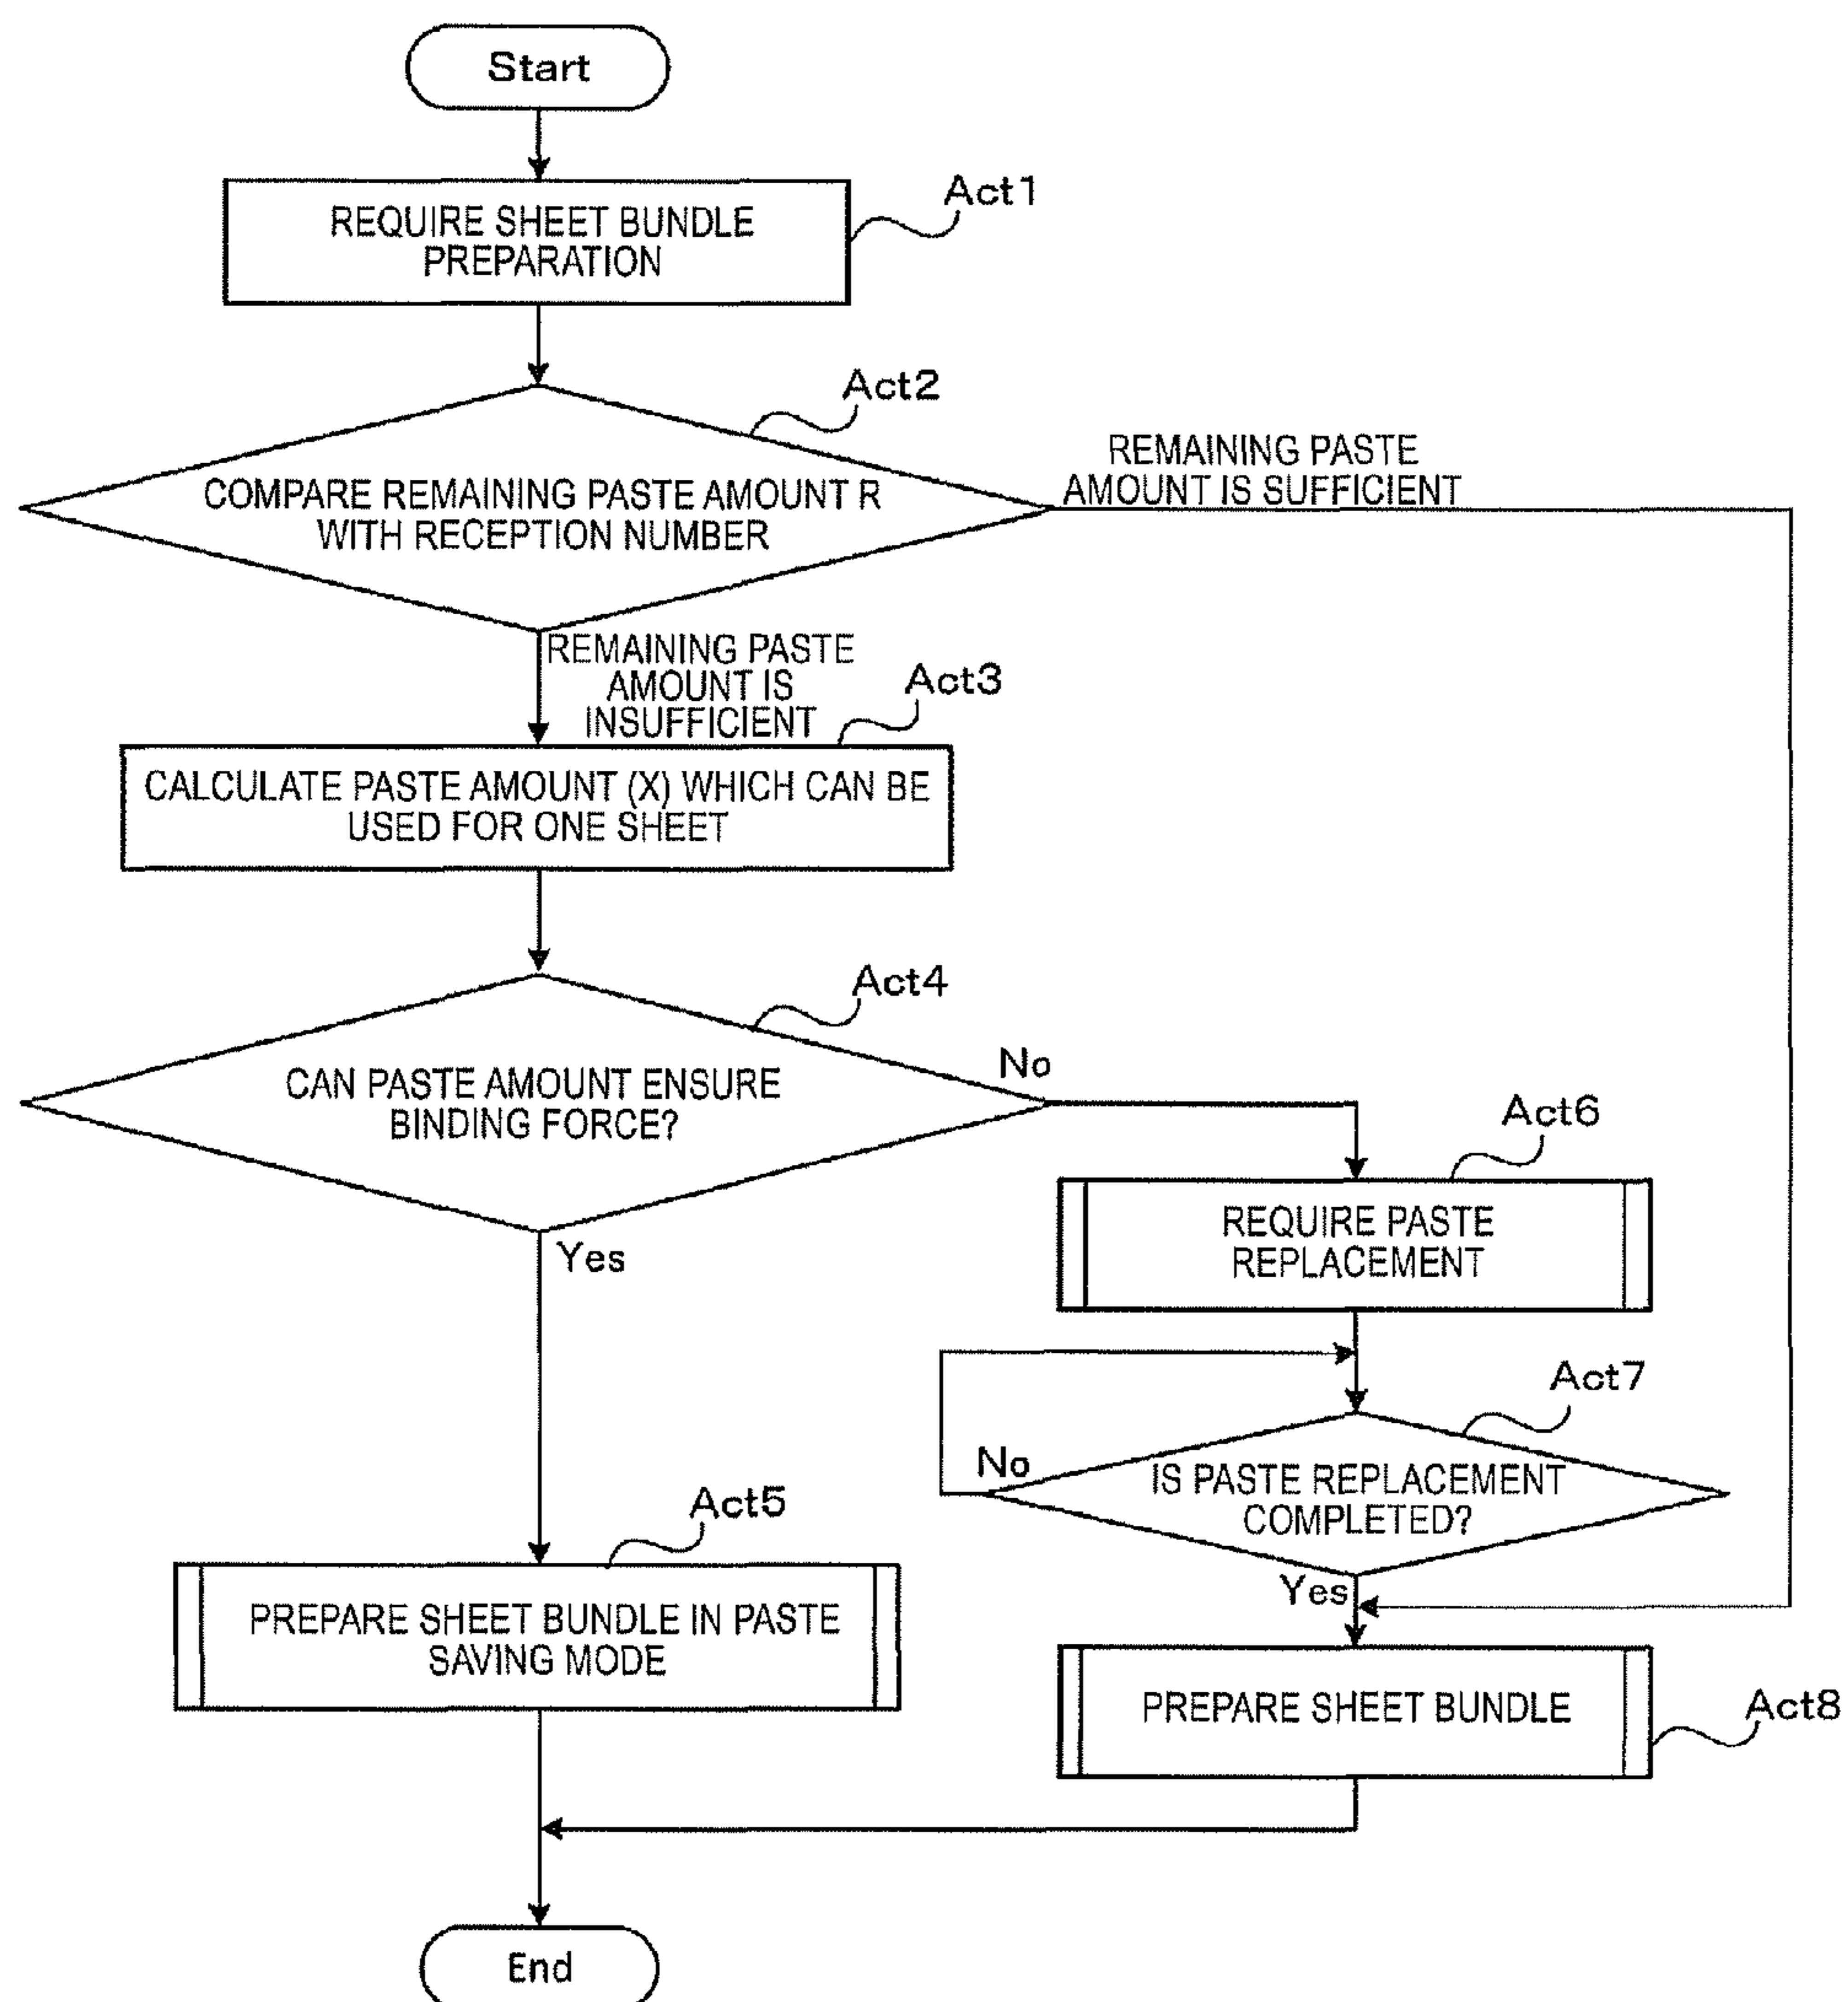 Start
REQUIRE SHEET BUNDLE
PREPARATION
Act1
Act2
COMPARE REMAINING PASTE AMOUNT R
WITH RECEPTION NUMBER
REMAINING PASTE
AMOUNT IS SUFFICIENT
REMAINING PASTE
AMOUNT IS
INSUFFICIENT
Act3
CALCULATE PASTE AMOUNT (X) WHICH CAN BE
USED FOR ONE SHEET
Act4
CAN PASTE AMOUNT ENSURE
BINDING FORCE?
No
Yes
Act6
REQUIRE PASTE
REPLACEMENT
Act7
No
IS PASTE REPLACEMENT
COMPLETED?
Yes
Act5
PREPARE SHEET BUNDLE IN PASTE
SAVING MODE
PREPARE SHEET BUNDLE
Act8
End